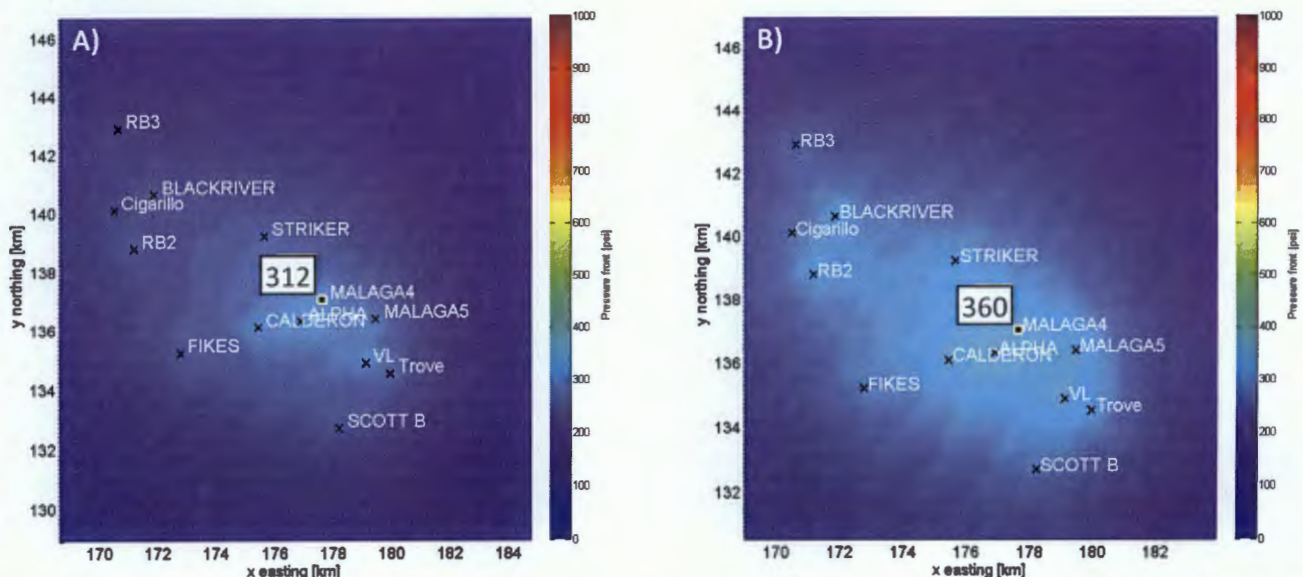 A)
146
144
142
140
138
136
134
132
130
y northing [km]
RB3
BLACKRIVER
Cigarillo
RB2
STRIKER
312
MALAGA4
ALPHA
MALAGA5
CALDERON
FIKES
VL
Trove
SCOTT B
170 172 174 176 178 180 182 184
x easting [km]
1000
900
800
700
600
500
400
300
200
100
0
Pressure front [psi]
B)
146
144
142
140
138
136
134
132
y northing [km]
RB3
BLACKRIVER
Cigarillo
RB2
STRIKER
360
MALAGA4
ALPHA
MALAGA5
CALDERON
FIKES
VL
Trove
SCOTT B
170 172 174 176 178 180 182
x easting [km]
1000
900
800
700
600
500
400
300
200
100
0
Pressure front [psi]